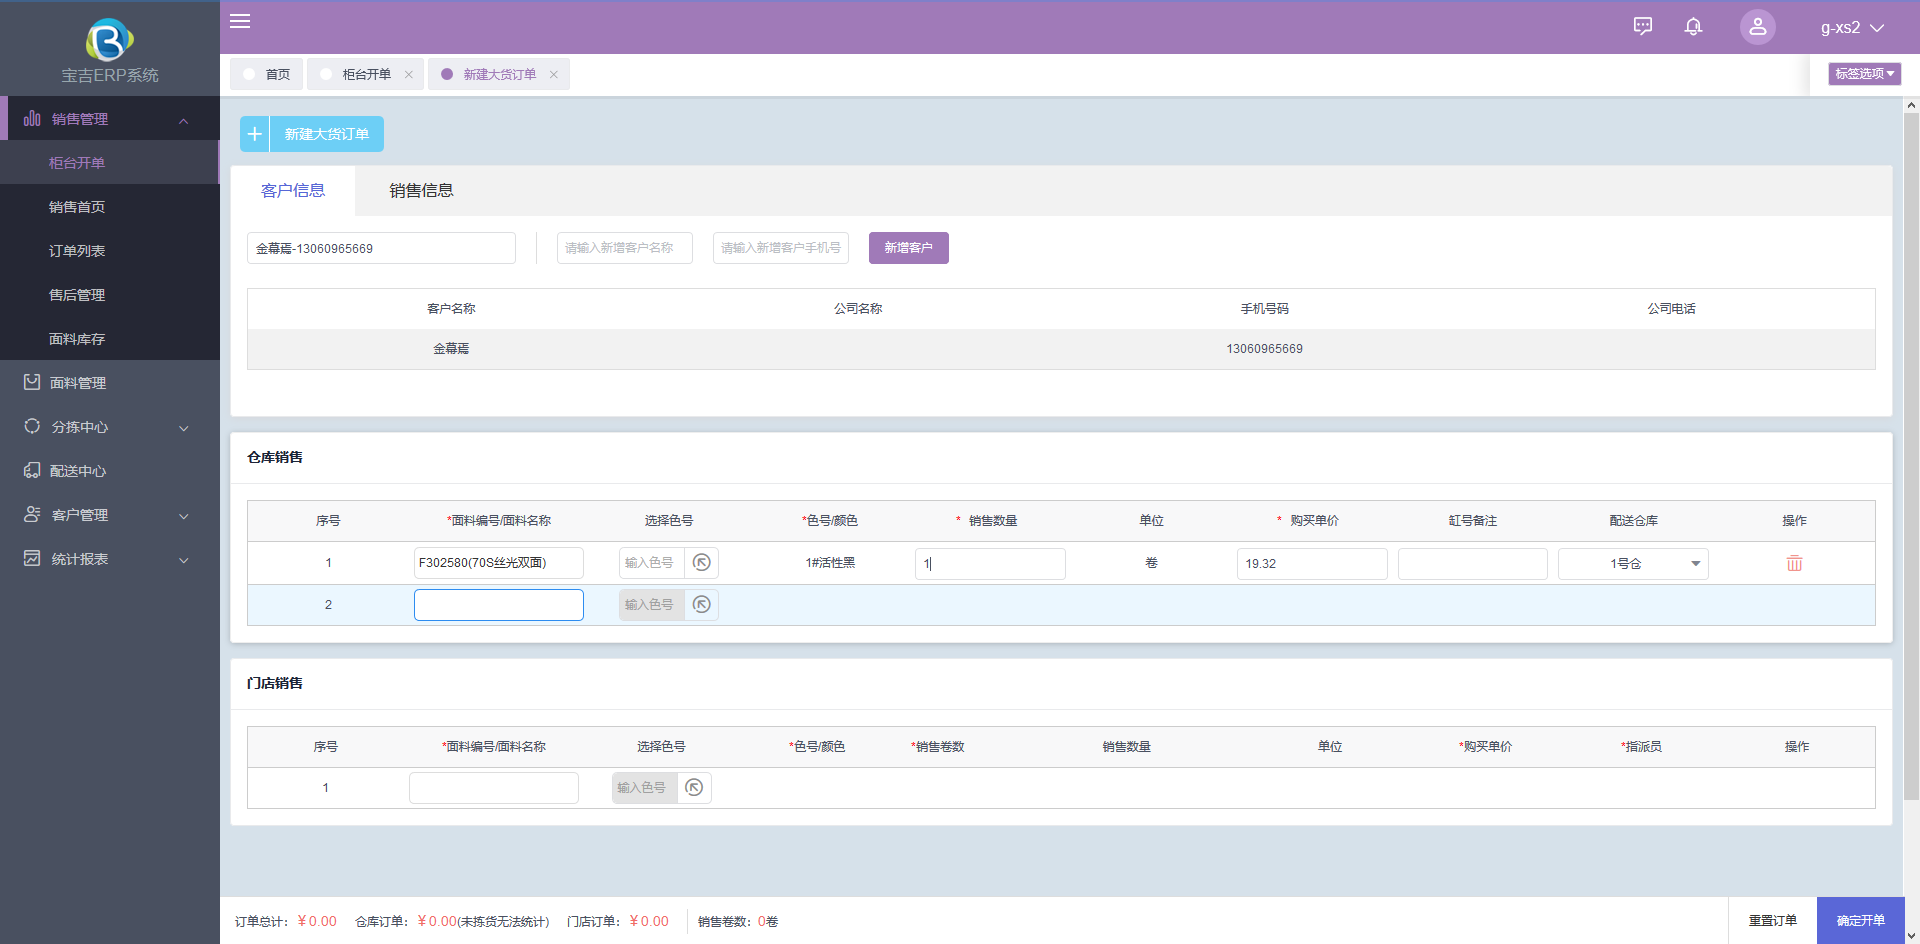 宝吉ERP系统
g-xs2
首页
柜台开单
新建大货订单
标签选项
销售管理
柜台开单
销售首页
订单列表
售后管理
面料库存
面料管理
分拣中心
配送中心
客户管理
统计报表
新建大货订单
客户信息 销售信息
金幕焉-13060965669 请输入新增客户名称 请输入新增客户手机号 新增客户
客户名称 公司名称 手机号码 公司电话
金幕焉 13060965669
仓库销售
序号 *面料编号/面料名称 选择色号 *色号/颜色 * 销售数量 单位 * 购买单价 缸号备注 配送仓库 操作
1 F302580(70S丝光双面) 输入色号 1#活性黑 1 卷 19.32 1号仓
2 输入色号
门店销售
序号 *面料编号/面料名称 选择色号 *色号/颜色 *销售卷数 销售数量 单位 *购买单价 *指派员 操作
1 输入色号
订单总计: ¥0.00 仓库订单: ¥0.00(未拣货无法统计) 门店订单: ¥0.00 销售卷数: 0卷
重置订单 确定开单